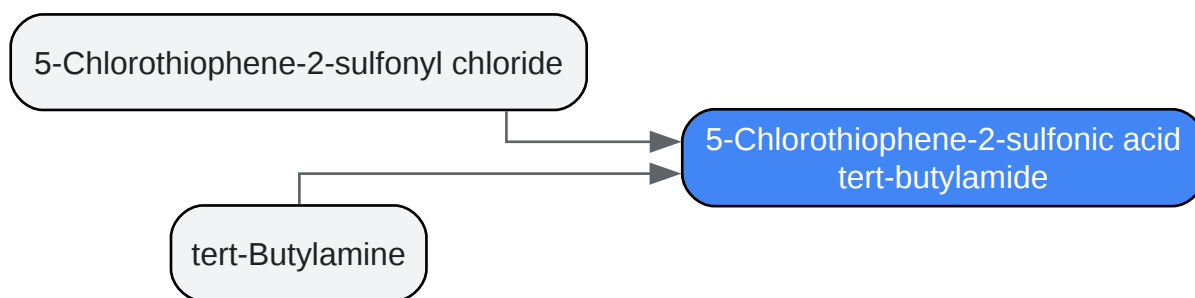 5-Chlorothiophene-2-sulfonyl chloride
5-Chlorothiophene-2-sulfonic acid
tert-butylamide
tert-Butylamine